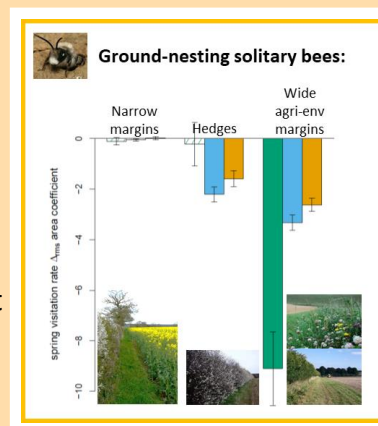 Ground-nesting solitary bees:
Narrow
margins
Hedges
Wide
agri-env
margins
spring visitation rate Δrms area coefficient
0
-2
-4
-6
-8
-10